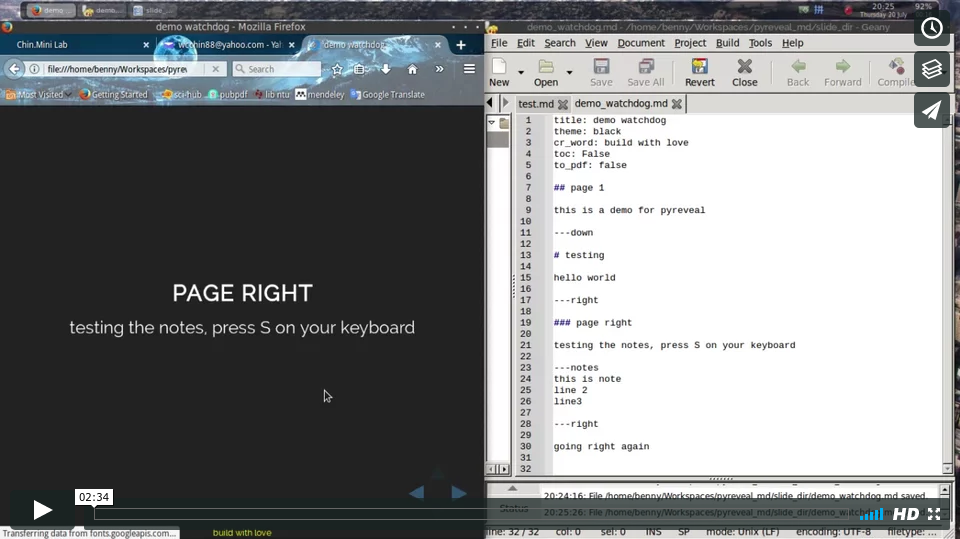 demo
demo...
slide_
20:25
Thursday 20 July
92%
demo watchdog - Mozilla Firefox
demo_watchdog.md - /home/benny/Workspaces/pyreveal_md/slide_dir - Geany
Chin.Mini Lab
wcchin88@yahoo.com - Ya
demo watchdog
File Edit Search View Document Project Build Tools Help
file:///home/benny/Workspaces/pyrev
Search
New
Open
Save
Save All
Revert
Close
Back
Forward
Compile
Most Visited
Getting Started
sci-hub
pubpdf
lib ntu
mendeley
Google Translate
test.md
demo_watchdog.md
PAGE RIGHT
testing the notes, press S on your keyboard
1 title: demo watchdog
2 theme: black
3 cr_word: build with love
4 toc: False
5 to_pdf: false
6
7 ## page 1
8
9 this is a demo for pyreveal
10
11 ---down
12
13 # testing
14
15 hello world
16
17 ---right
18
19 ### page right
20
21 testing the notes, press S on your keyboard
22
23 ---notes
24 this is note
25 line 2
26 line3
27
28 ---right
29
30 going right again
31
32
02:34
Status
20:24:16: File /home/benny/Workspaces/pyreveal_md/slide_dir/demo_watchdog.md saved.
20:25:26: File /home/benny/Workspaces/pyreveal_md/slide_dir/demo_watchdog.md saved.
HD
Transferring data from fonts.googleapis.com...
build with love
line: 32 / 32 col: 0 sel: 0 INS SP mode: Unix (LF) encoding: UTF-8 filetype: